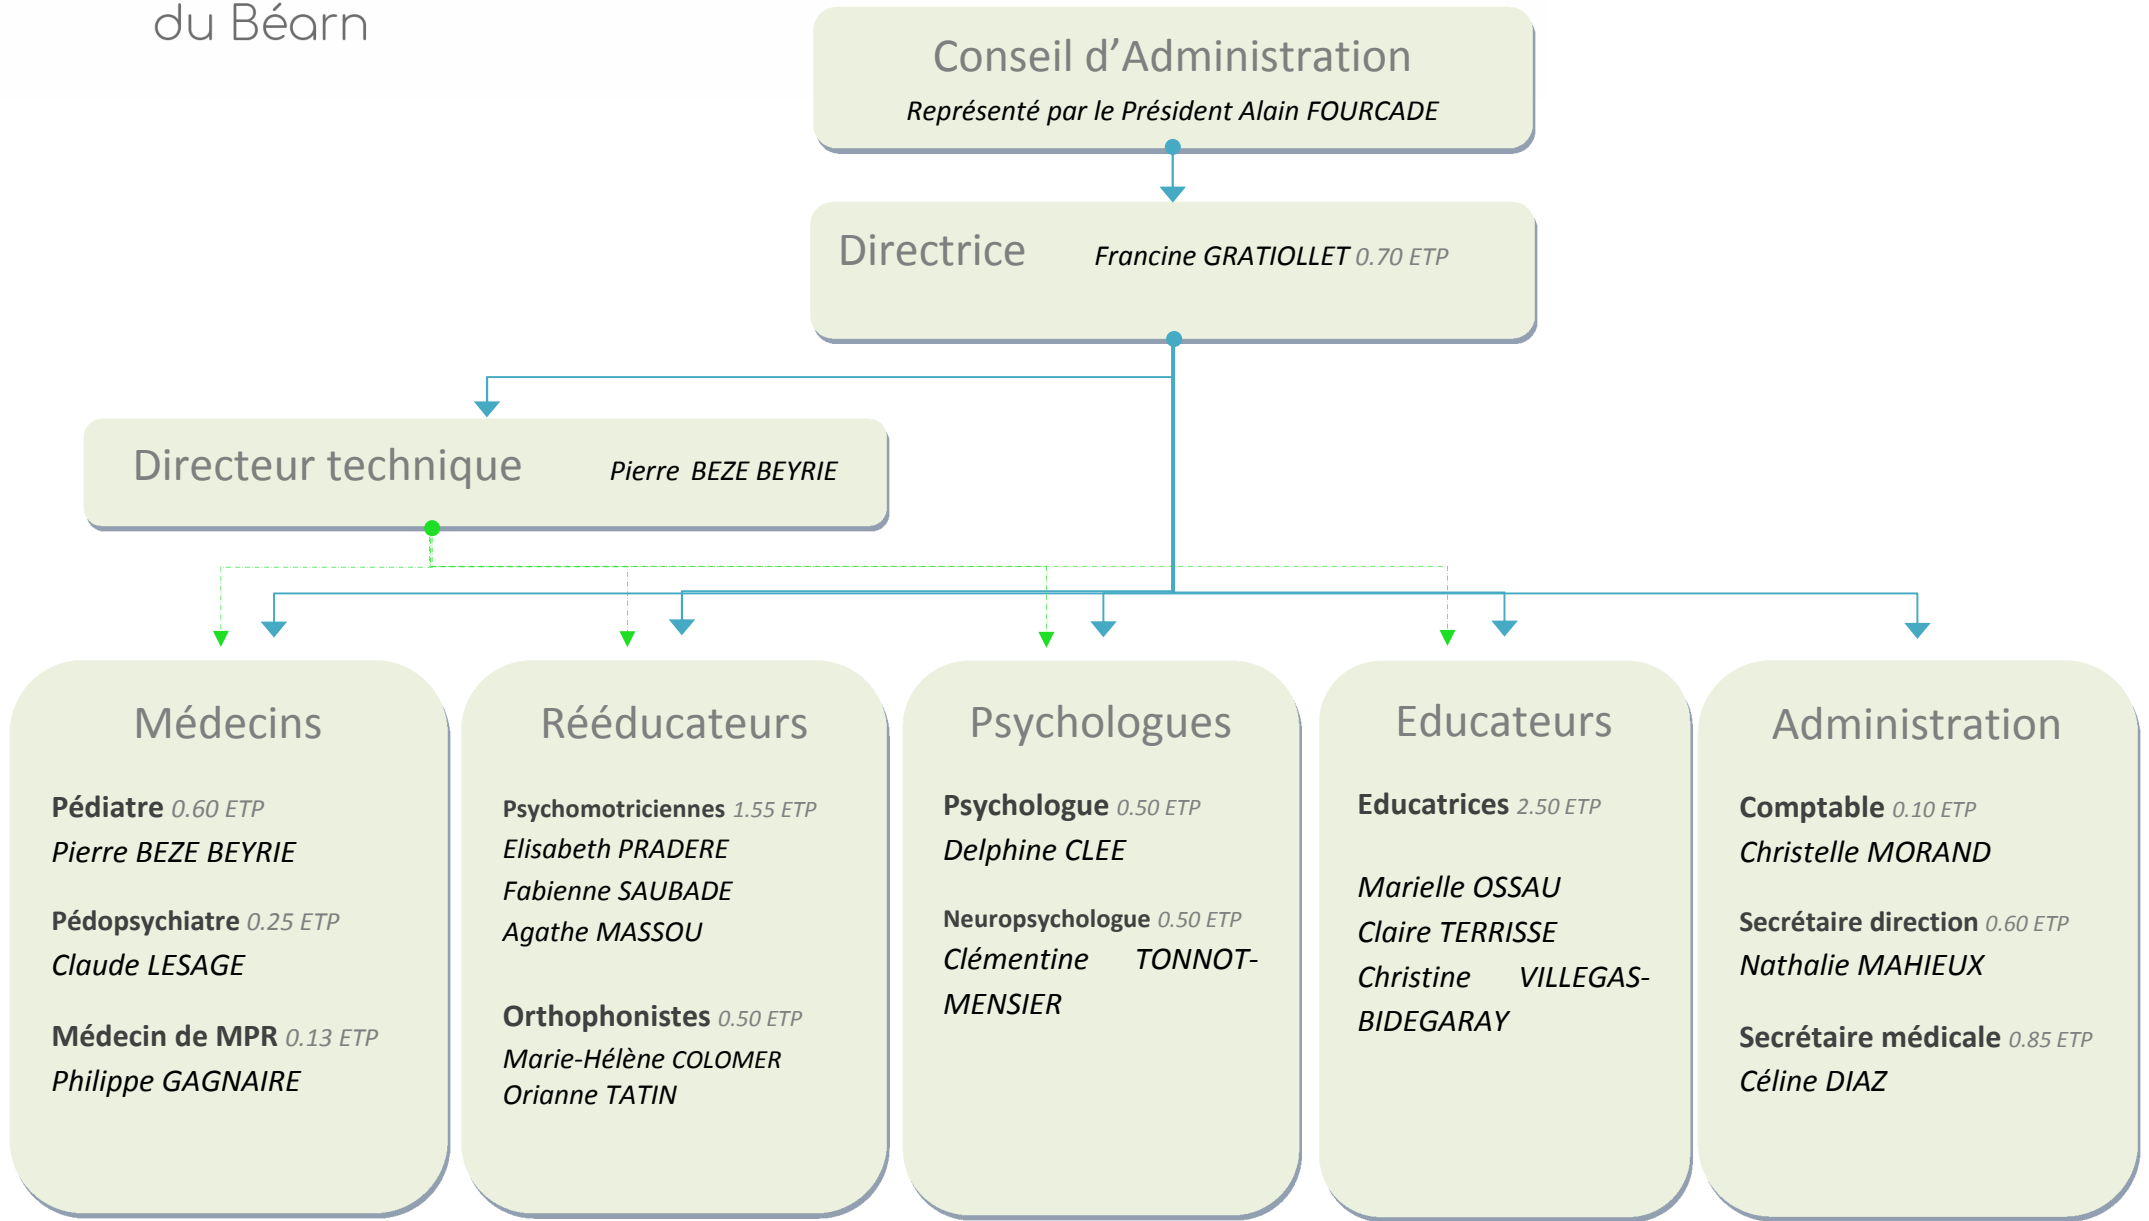 du Béarn
Conseil d’Administration
Représenté par le Président Alain FOURCADE
Directrice Francine GRATIOLLET 0.70 ETP
Directeur technique Pierre BEZE BEYRIE
Médecins
Pédiatre 0.60 ETP
Pierre BEZE BEYRIE
Pédopsychiatre 0.25 ETP
Claude LESAGE
Médecin de MPR 0.13 ETP
Philippe GAGNAIRE
Rééducateurs
Psychomotriciennes 1.55 ETP
Elisabeth PRADERE
Fabienne SAUBADE
Agathe MASSOU
Orthophonistes 0.50 ETP
Marie-Hélène COLOMER
Orianne TATIN
Psychologues
Psychologue 0.50 ETP
Delphine CLEE
Neuropsychologue 0.50 ETP
Clémentine TONNOT-
MENSIER
Educateurs
Educatrices 2.50 ETP
Marielle OSSAU
Claire TERRISSE
Christine VILLEGAS-
BIDEGARAY
Administration
Comptable 0.10 ETP
Christelle MORAND
Secrétaire direction 0.60 ETP
Nathalie MAHIEUX
Secrétaire médicale 0.85 ETP
Céline DIAZ